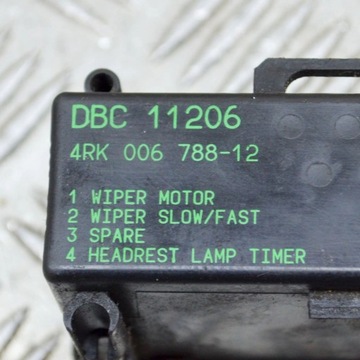 DBC 11206
4RK 006 788-12
1 WIPER MOTOR
2 WIPER SLOW/FAST
3 SPARE
4 HEADREST LAMP TIMER